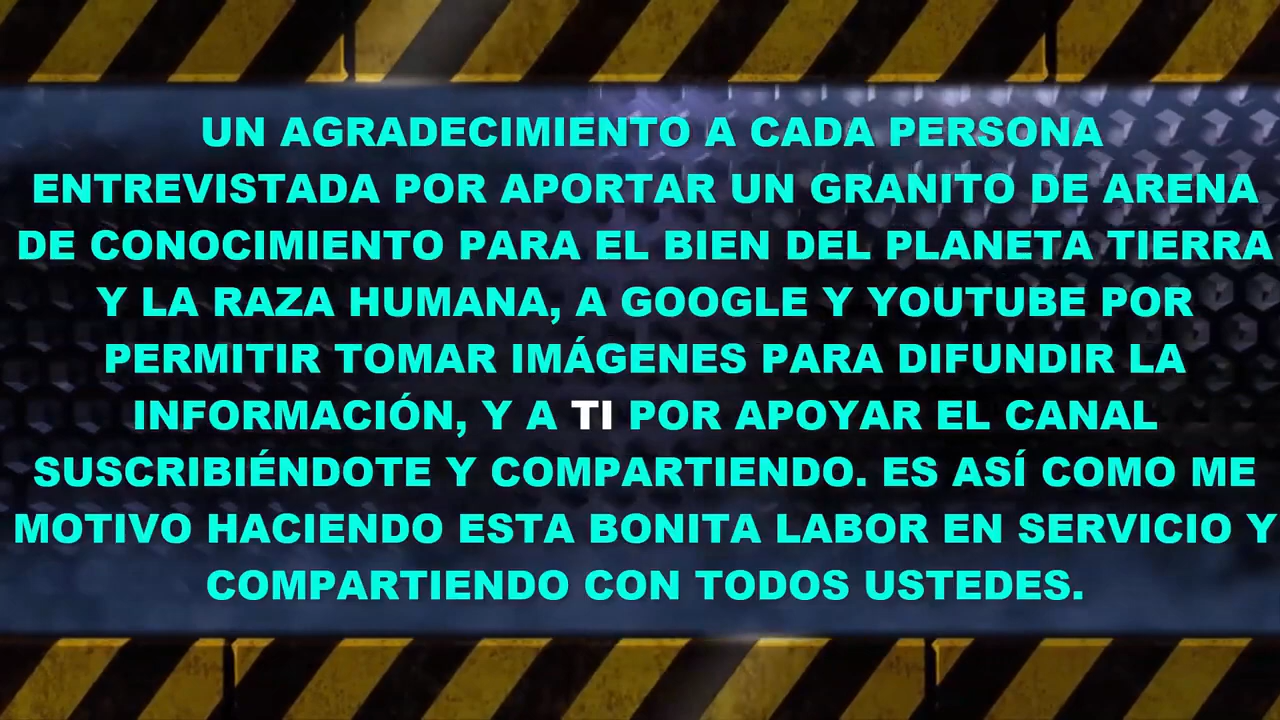 UN AGRADECIMIENTO A CADA PERSONA
ENTREVISTADA POR APORTAR UN GRANITO DE ARENA
DE CONOCIMIENTO PARA EL BIEN DEL PLANETA TIERRA
Y LA RAZA HUMANA, A GOOGLE Y YOUTUBE POR
PERMITIR TOMAR IMÁGENES PARA DIFUNDIR LA
INFORMACIÓN, Y A TI POR APOYAR EL CANAL
SUSCRIBIÉNDOTE Y COMPARTIENDO. ES ASÍ COMO ME
MOTIVO HACIENDO ESTA BONITA LABOR EN SERVICIO Y
COMPARTIENDO CON TODOS USTEDES.